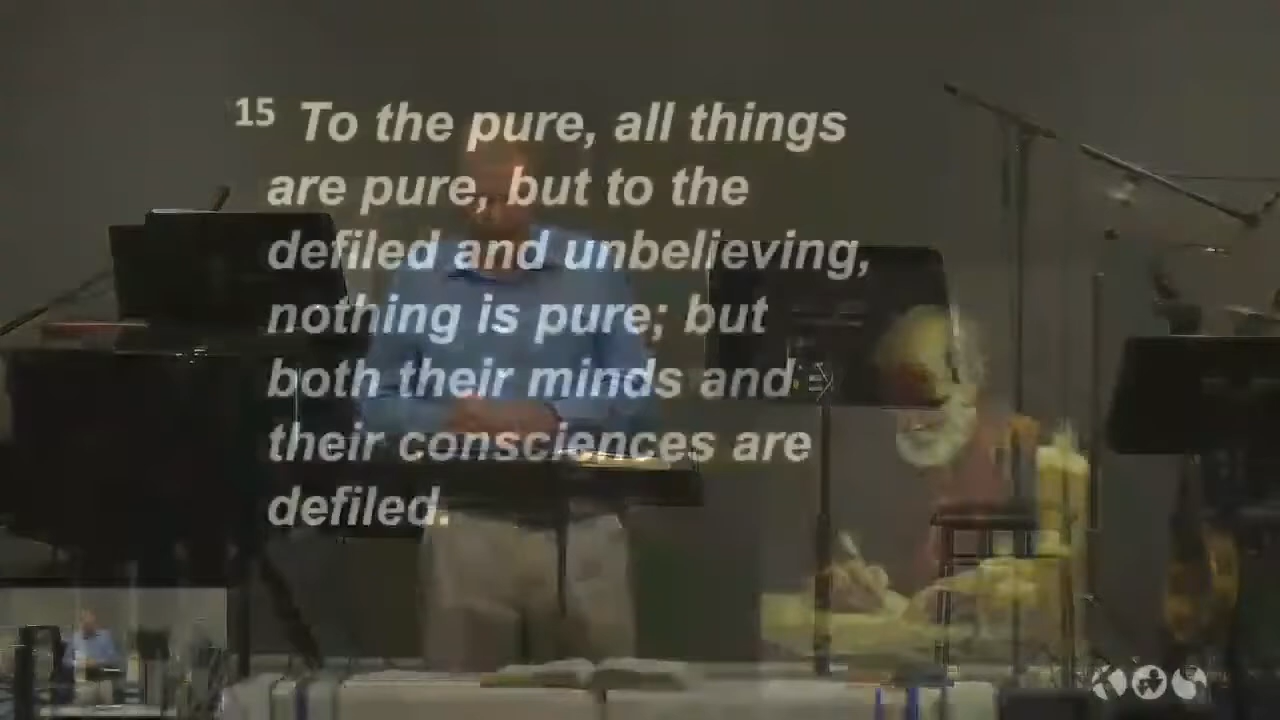 15 To the pure, all things
are pure, but to the
defiled and unbelieving,
nothing is pure; but
both their minds and
their consciences are
defiled.